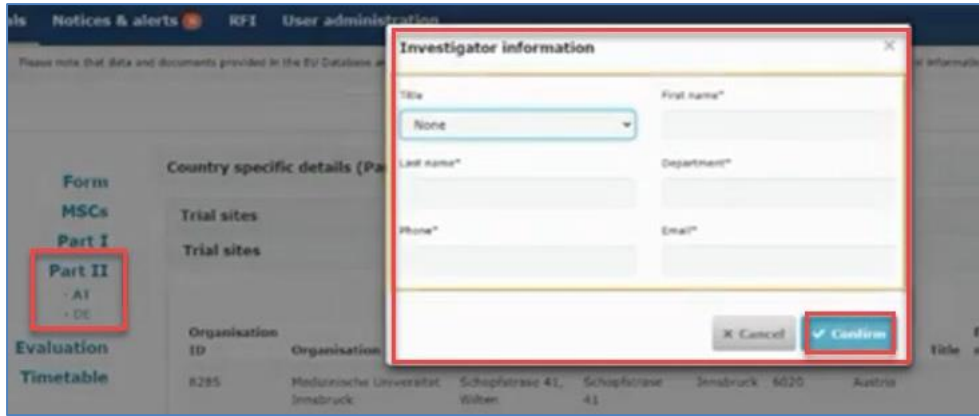 ls Notices & alerts RFI User administration
Please note that data and documents provided in the EU Database
Investigator information
×
Title
First name*
None
Last name*
Department*
Phone*
Email*
Cancel
Confirm
Form
MSCs
Part I
Part II
- AT
- DE
Evaluation
Timetable
Country specific details (Pa
Trial sites
Trial sites
Organisation ID
Organisation
Title
8285
Medizinische Universitat Innsbruck
Schopfstrasse 41, Wilten
Schopfstrasse 41
Innsbruck
6020
Austria